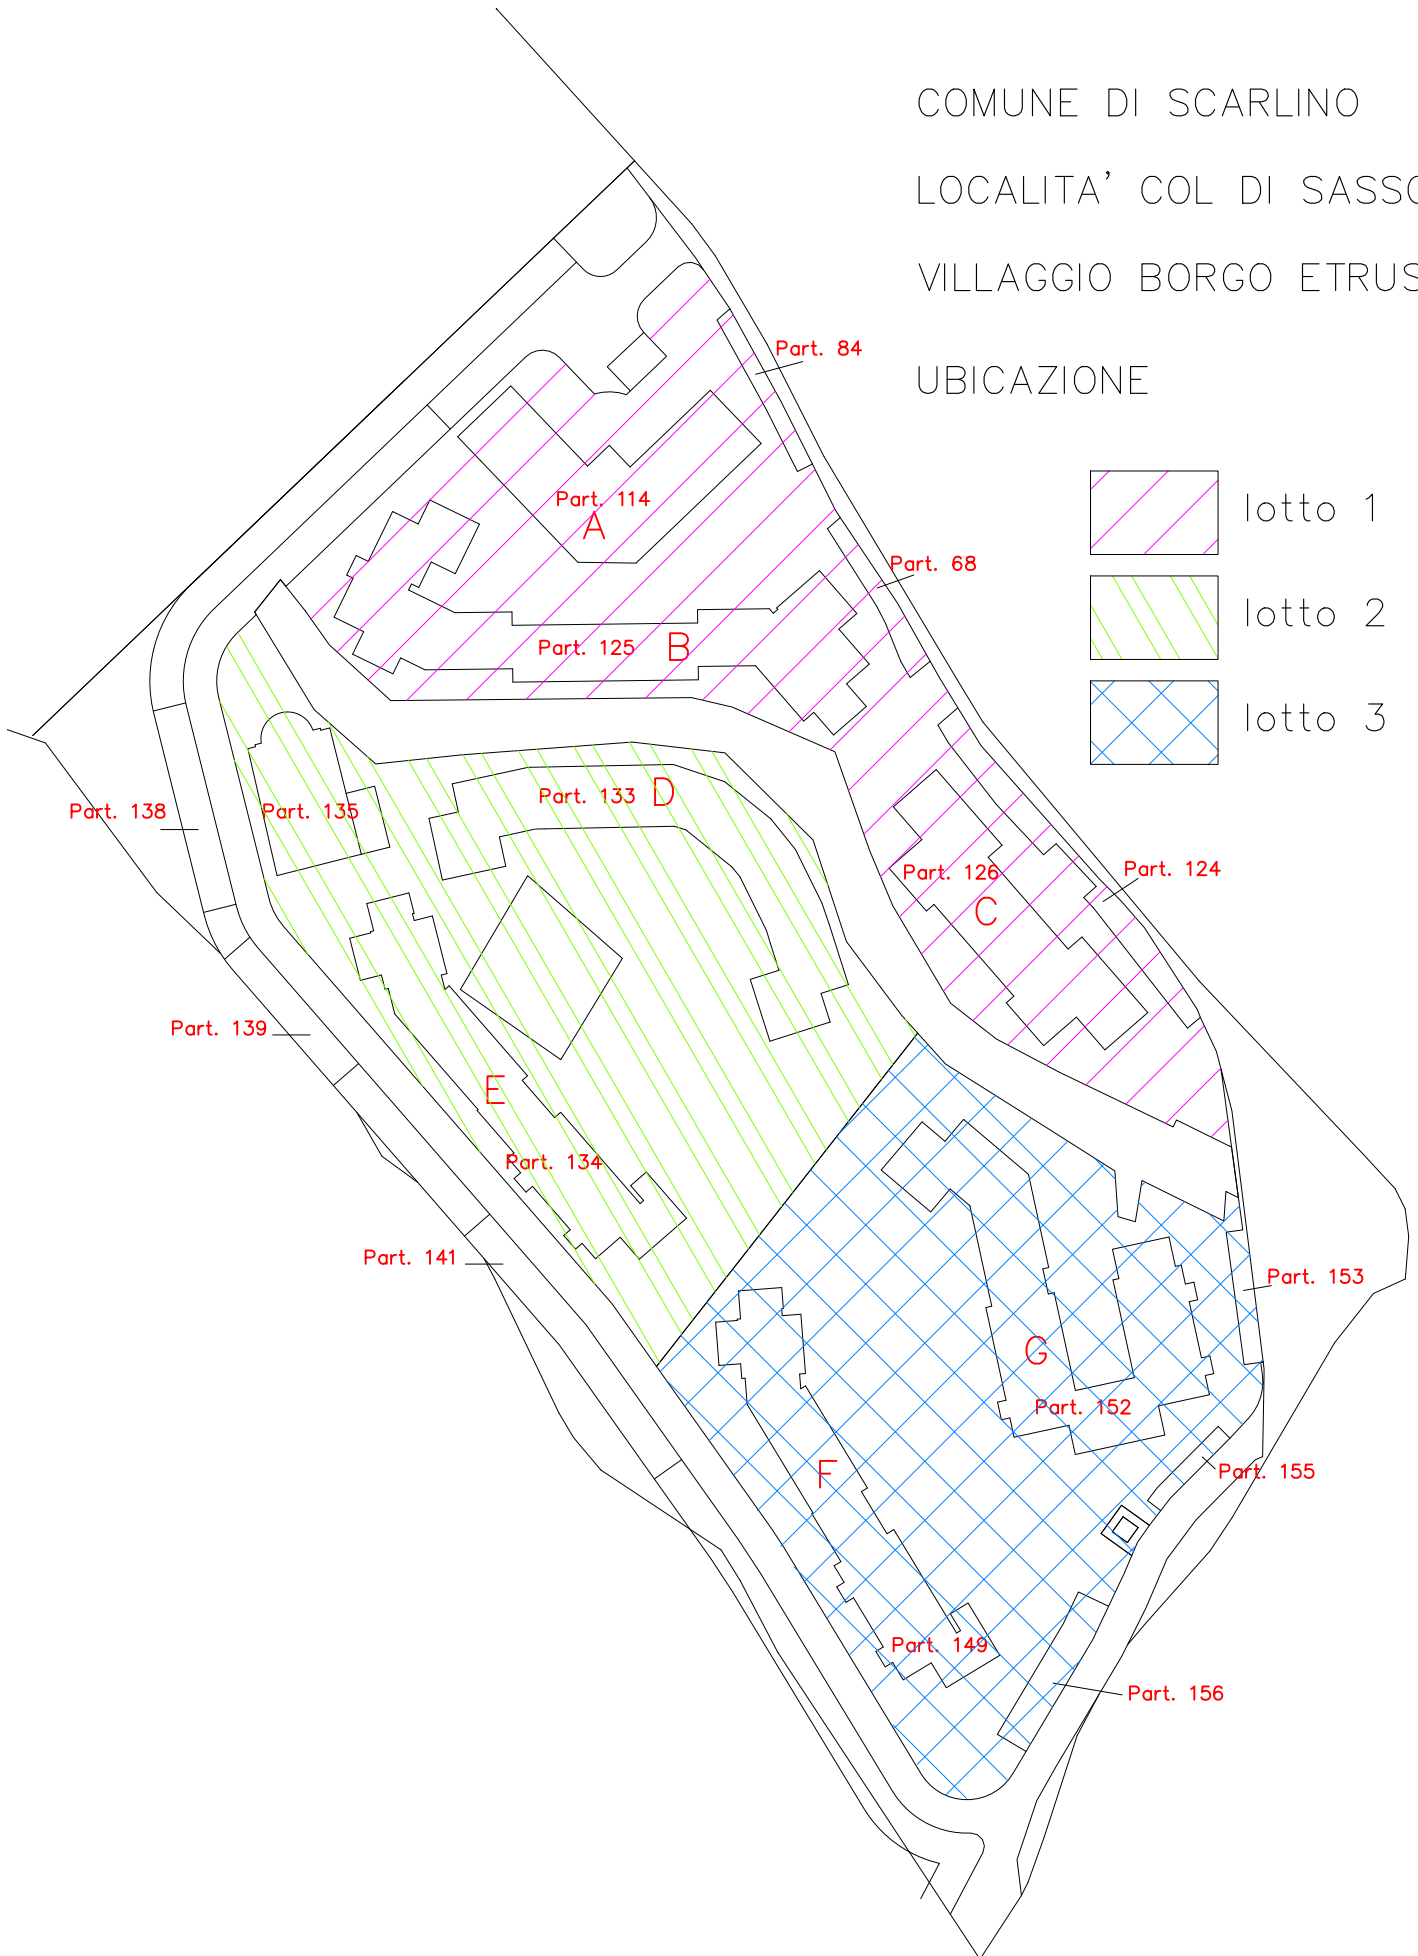 COMUNE DI SCARLINO
LOCALITA' COL DI SASSO
VILLAGGIO BORGO ETRUS
UBICAZIONE
lotto 1
lotto 2
lotto 3
Part. 84
Part. 114
A
Part. 68
Part. 125
B
Part. 133
D
Part. 138
Part. 135
Part. 126
Part. 124
C
Part. 139
E
Part. 134
Part. 141
Part. 153
G
Part. 152
F
Part. 155
Part. 149
Part. 156